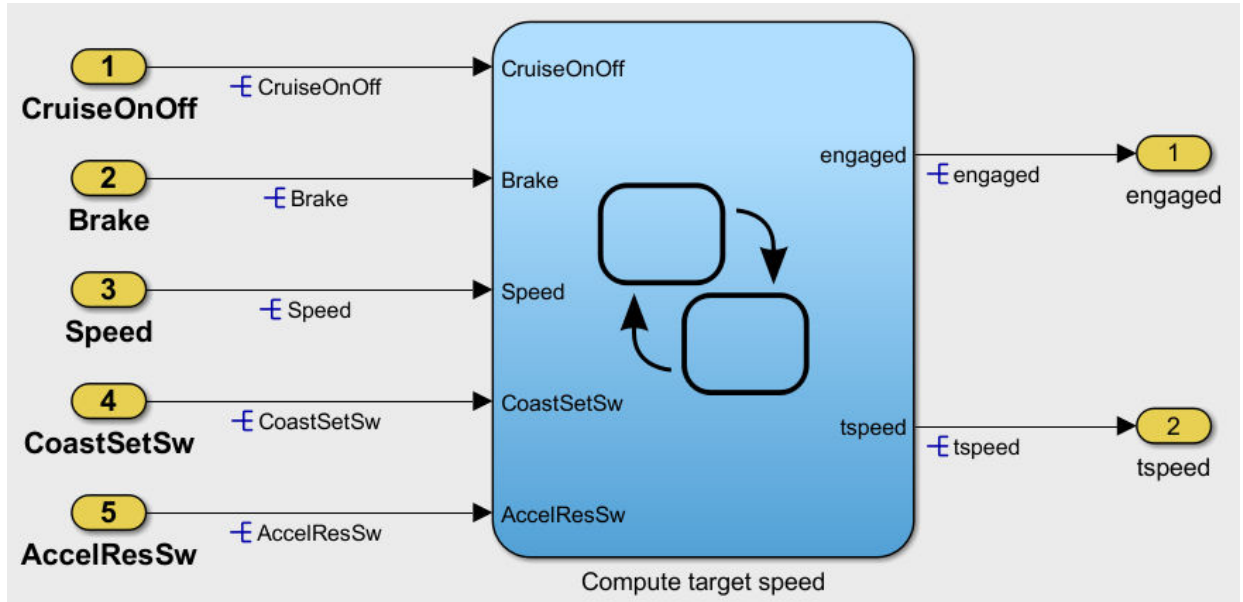 1
CruiseOnOff
CruiseOnOff
CruiseOnOff
2
Brake
Brake
Brake
3
Speed
Speed
Speed
4
CoastSetSw
CoastSetSw
CoastSetSw
5
AccelResSw
AccelResSw
AccelResSw
engaged
engaged
1
engaged
tspeed
tspeed
2
tspeed
Compute target speed